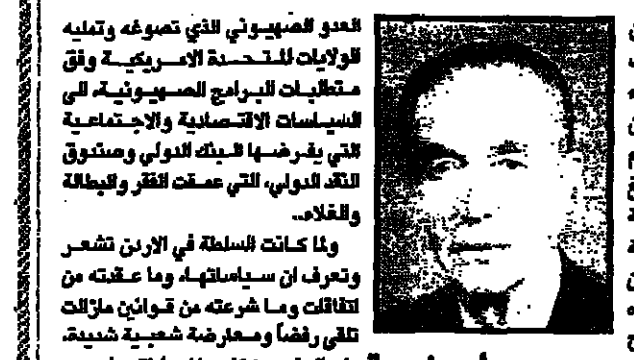 العدو الصهيوني الذي تصوغه وتمليه
الولايات المتحدة الامريكية وفق
متطلبات البرامج الصهيونية، الى
السياسات الاقتصادية والاجتماعية
التي يفرضها البنك الدولي وصندوق
النقد الدولي، التي عمقت الفقر والبطالة
والغلاء..
ولما كانت السلطة في الاردن تشعر
وتعرف ان سياساتها، وما عقدته من
اتفاقات وما شرعته من قوانين مازالت
تلقى رفضاً ومعارضة شعبية شديدة،